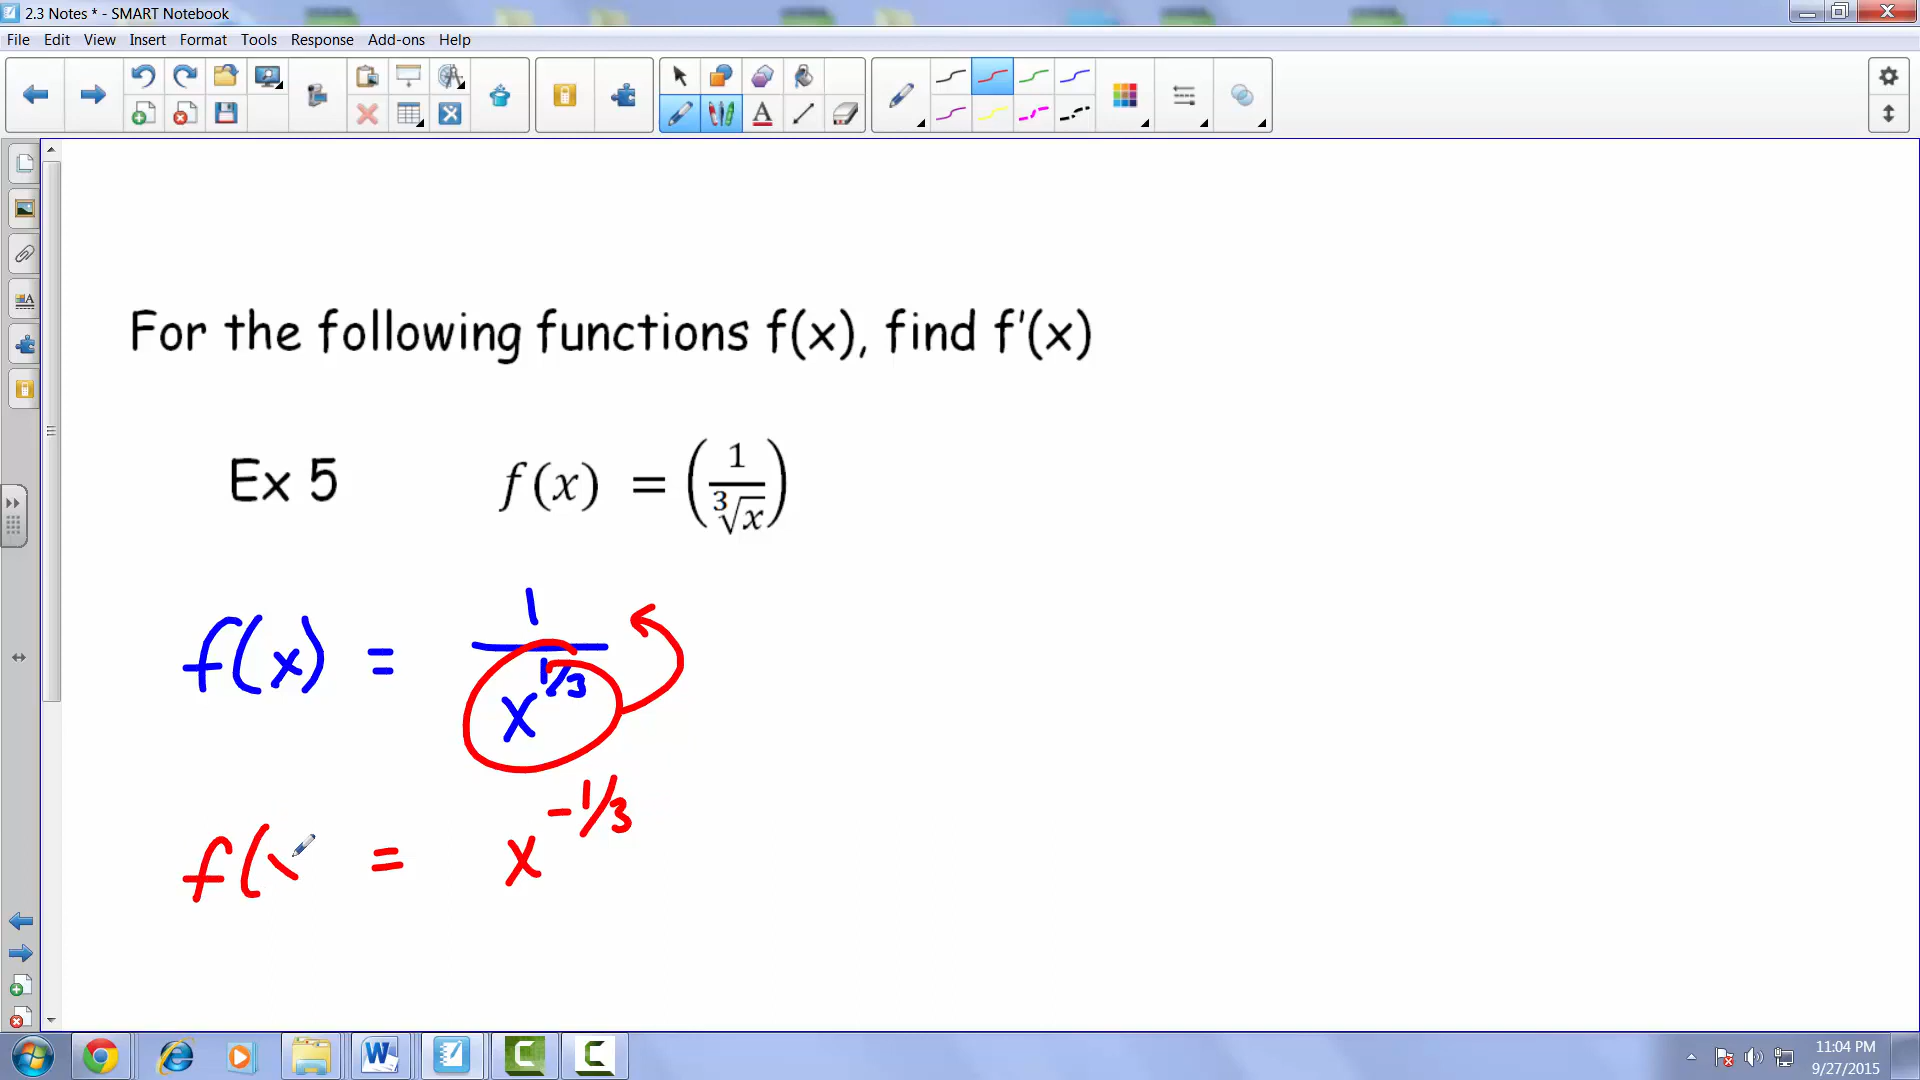 2.3 Notes * - SMART Notebook
File Edit View Insert Format Tools Response Add-ons Help
For the following functions f(x), find f'(x)
Ex 5 f(x) = (1/∛x)
f(x) = 1/x^1/3
f(x = x^-1/3
11:04 PM
9/27/2015